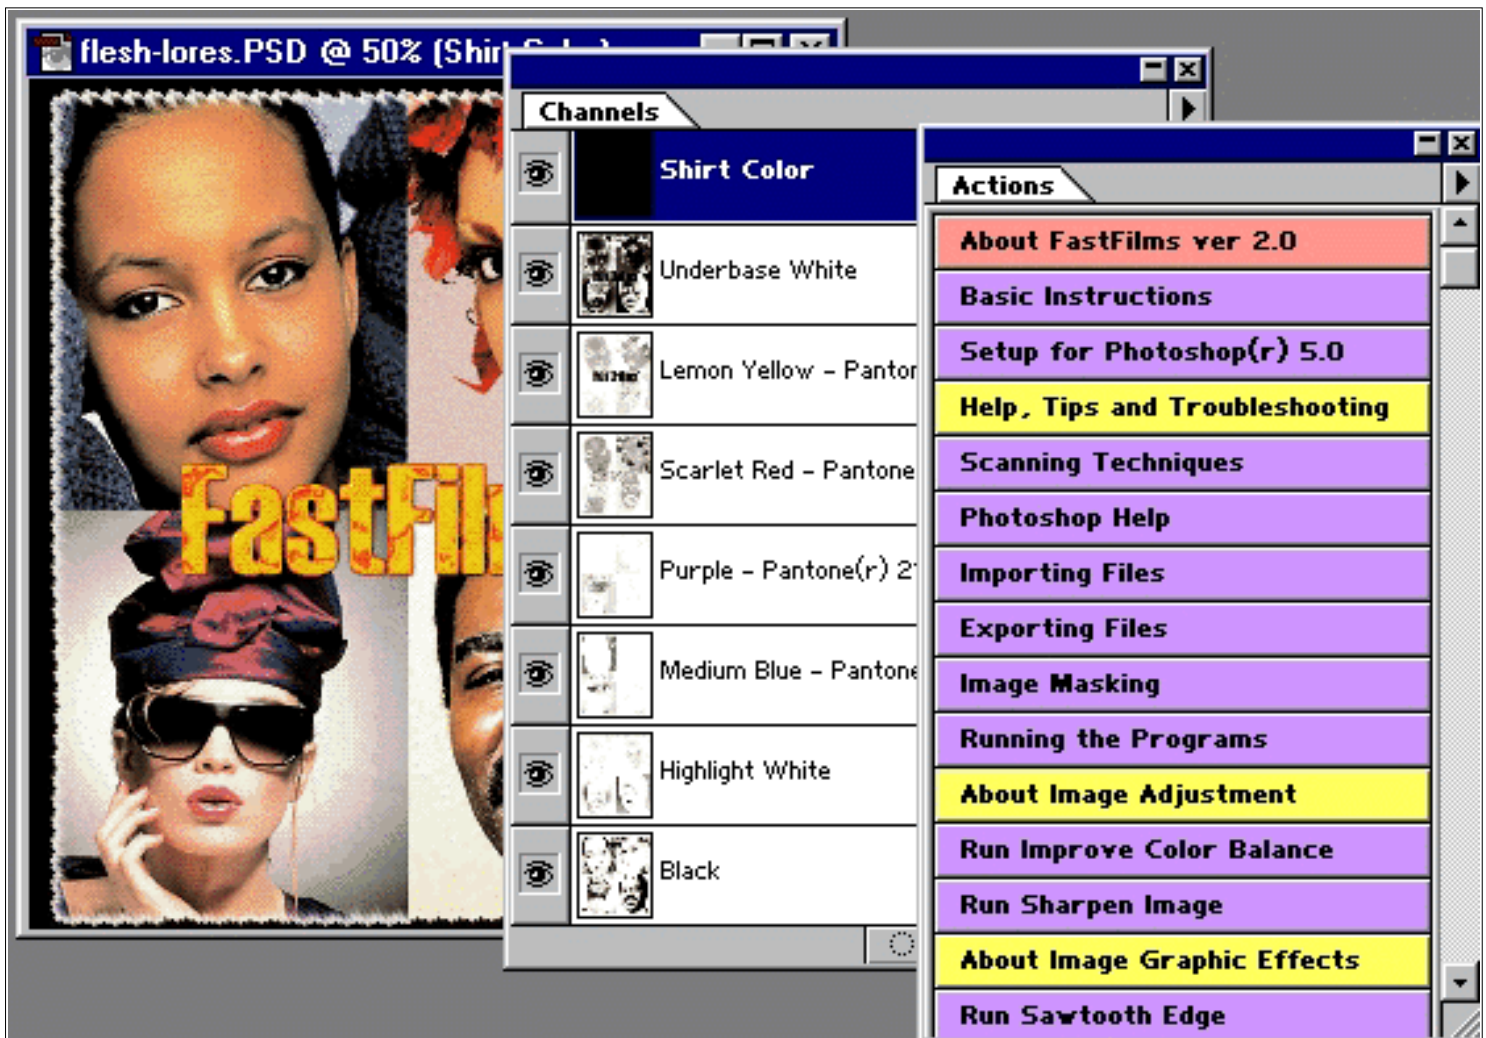 flesh-lores.PSD @ 50% (Shirt Color)
FastFil
Channels
Shirt Color
Underbase White
Lemon Yellow -
Scarlet Red - Pantone
Purple - Pantone(r)
Medium Blue - Pantone
Highlight White
Black
Actions
About FastFilms ver 2.0
Basic Instructions
Setup for Photoshop(r) 5.0
Help, Tips and Troubleshooting
Scanning Techniques
Photoshop Help
Importing Files
Exporting Files
Image Masking
Running the Programs
About Image Adjustment
Run Improve Color Balance
Run Sharpen Image
About Image Graphic Effects
Run Sawtooth Edge